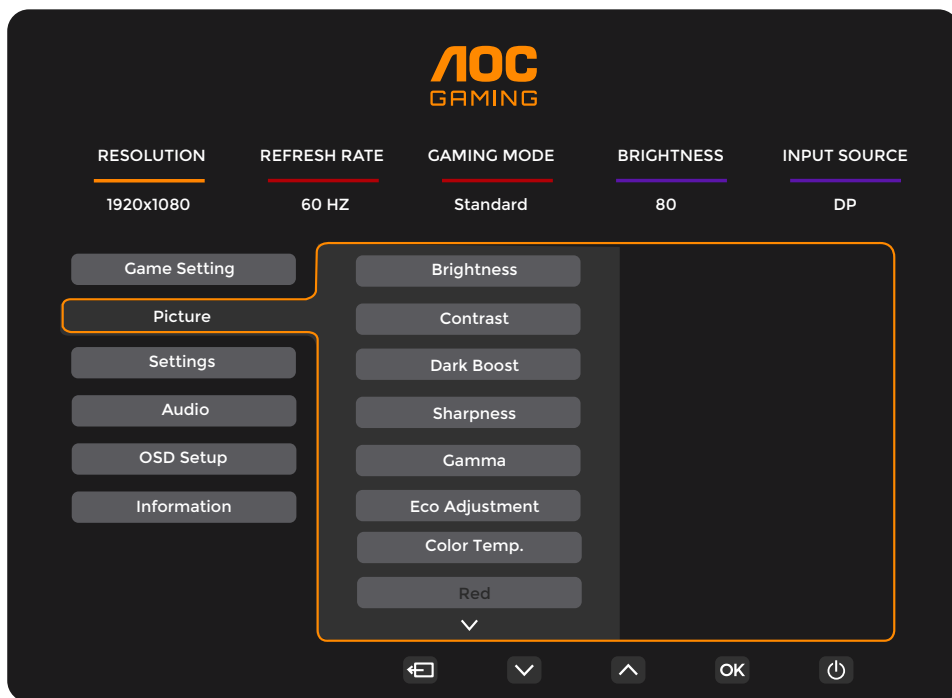 AOC
GAMING
RESOLUTION REFRESH RATE GAMING MODE BRIGHTNESS INPUT SOURCE
1920x1080 60 HZ Standard 80 DP
Game Setting
Picture
Settings
Audio
OSD Setup
Information
Brightness
Contrast
Dark Boost
Sharpness
Gamma
Eco Adjustment
Color Temp.
Red
OK